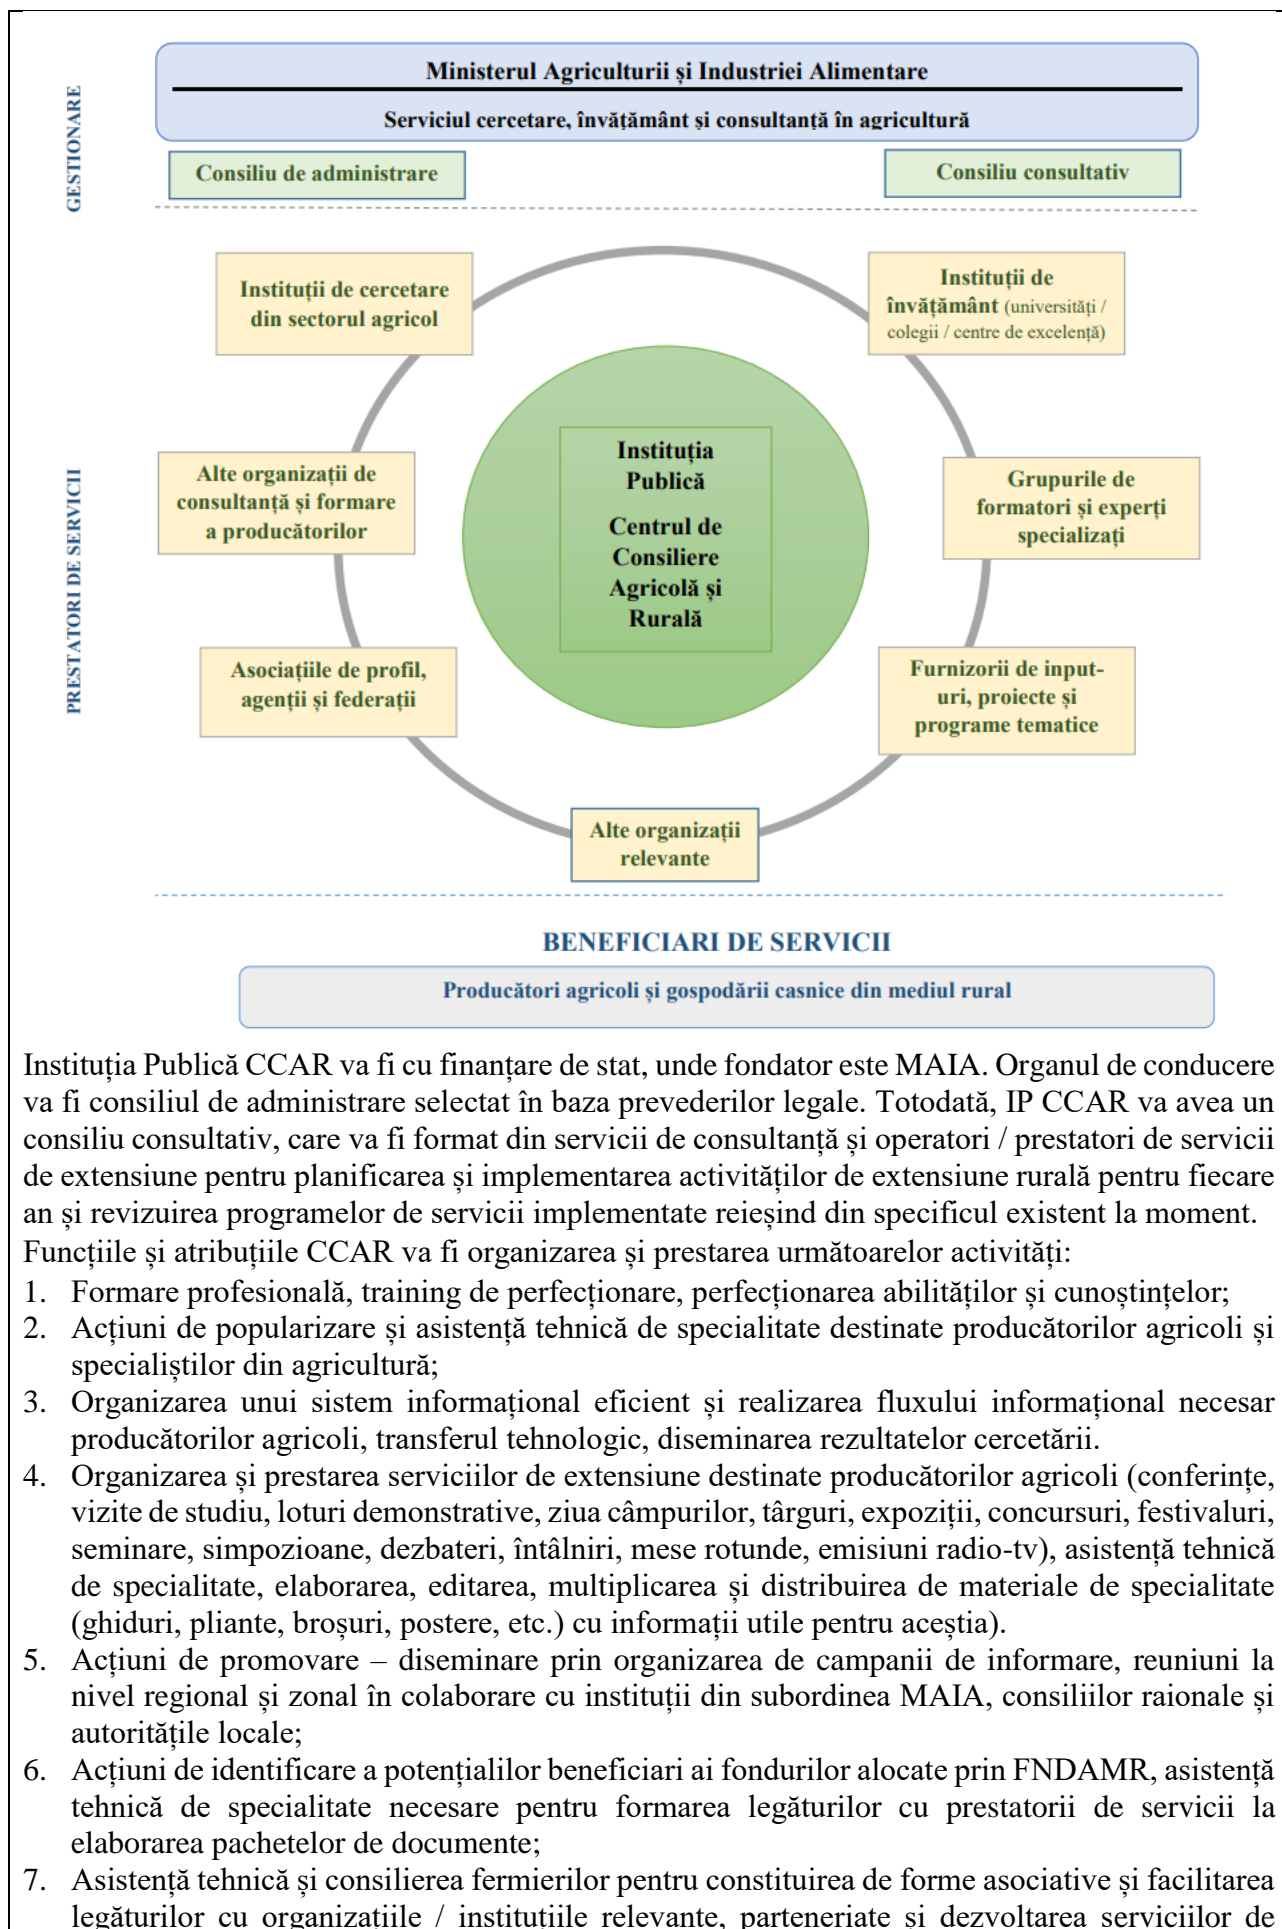 GESTIONARE
Ministerul Agriculturii și Industriei Alimentare
Serviciul cercetare, învățământ și consultanță în agricultură
Consiliu de administrare
Consiliu consultativ
PRESTATORI DE SERVICII
Instituții de cercetare
din sectorul agricol
Instituții de
învățământ (universități /
colegii / centre de excelență)
Alte organizații de
consultanță și formare
a producătorilor
Instituția
Publică
Centrul de
Consiliere
Agricolă și
Rurală
Grupurile de
formatori și experți
specializați
Asociațiile de profil,
agenții și federații
Furnizorii de input-
uri, proiecte și
programe tematice
Alte organizații
relevante
BENEFICIARI DE SERVICII
Producători agricoli și gospodării casnice din mediul rural
Instituția Publică CCAR va fi cu finanțare de stat, unde fondator este MAIA. Organul de conducere
va fi consiliul de administrare selectat în baza prevederilor legale. Totodată, IP CCAR va avea un
consiliu consultativ, care va fi format din servicii de consultanță și operatori / prestatori de servicii
de extensiune pentru planificarea și implementarea activităților de extensiune rurală pentru fiecare
an și revizuirea programelor de servicii implementate reieșind din specificul existent la moment.
Funcțiile și atribuțiile CCAR va fi organizarea și prestarea următoarelor activități:
1. Formare profesională, training de perfecționare, perfecționarea abilităților și cunoștințelor;
2. Acțiuni de popularizare și asistență tehnică de specialitate destinate producătorilor agricoli și
specialiștilor din agricultură;
3. Organizarea unui sistem informațional eficient și realizarea fluxului informațional necesar
producătorilor agricoli, transferul tehnologic, diseminarea rezultatelor cercetării.
4. Organizarea și prestarea serviciilor de extensiune destinate producătorilor agricoli (conferințe,
vizite de studiu, loturi demonstrative, ziua câmpurilor, târguri, expoziții, concursuri, festivaluri,
seminare, simpozioane, dezbateri, întâlniri, mese rotunde, emisiuni radio-tv), asistență tehnică
de specialitate, elaborarea, editarea, multiplicarea și distribuirea de materiale de specialitate
(ghiduri, pliante, broșuri, postere, etc.) cu informații utile pentru aceștia).
5. Acțiuni de promovare – diseminare prin organizarea de campanii de informare, reuniuni la
nivel regional și zonal în colaborare cu instituții din subordinea MAIA, consiliilor raionale și
autoritățile locale;
6. Acțiuni de identificare a potențialilor beneficiari ai fondurilor alocate prin FNDAMR, asistență
tehnică de specialitate necesare pentru formarea legăturilor cu prestatorii de servicii la
elaborarea pachetelor de documente;
7. Asistență tehnică și consilierea fermierilor pentru constituirea de forme asociative și facilitarea
legăturilor cu organizațiile / instituțiile relevante, parteneriate și dezvoltarea serviciilor de